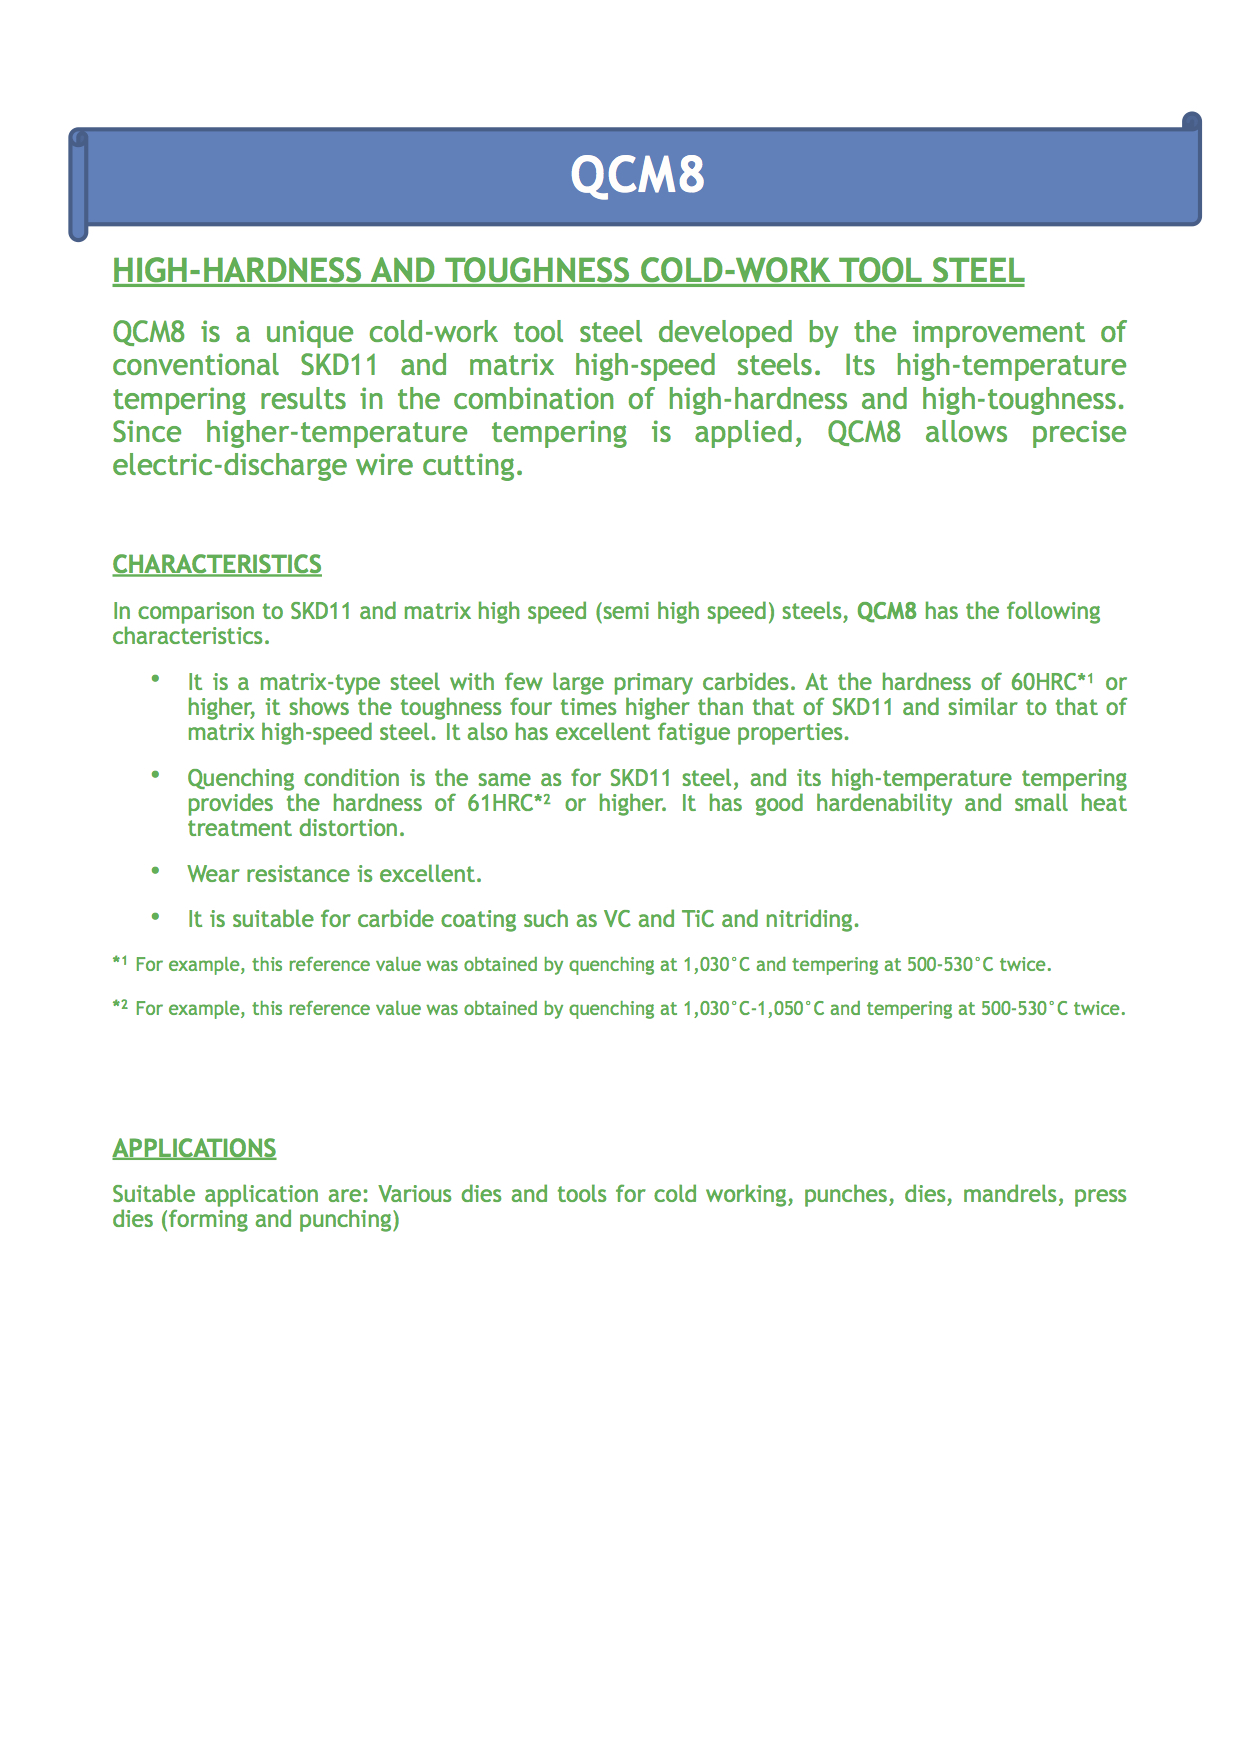 QCM8
HIGH-HARDNESS AND TOUGHNESS COLD-WORK TOOL STEEL
QCM8 is a unique cold-work tool steel developed by the improvement of
conventional SKD11 and matrix high-speed steels. Its high-temperature
tempering results in the combination of high-hardness and high-toughness.
Since higher-temperature tempering is applied, QCM8 allows precise
electric-discharge wire cutting.
CHARACTERISTICS
In comparison to SKD11 and matrix high speed (semi high speed) steels, QCM8 has the following
characteristics.
• It is a matrix-type steel with few large primary carbides. At the hardness of 60HRC*¹ or
higher, it shows the toughness four times higher than that of SKD11 and similar to that of
matrix high-speed steel. It also has excellent fatigue properties.
• Quenching condition is the same as for SKD11 steel, and its high-temperature tempering
provides the hardness of 61HRC*² or higher. It has good hardenability and small heat
treatment distortion.
• Wear resistance is excellent.
• It is suitable for carbide coating such as VC and TiC and nitriding.
*¹ For example, this reference value was obtained by quenching at 1,030°C and tempering at 500-530°C twice.
*² For example, this reference value was obtained by quenching at 1,030°C-1,050°C and tempering at 500-530°C twice.
APPLICATIONS
Suitable application are: Various dies and tools for cold working, punches, dies, mandrels, press
dies (forming and punching)